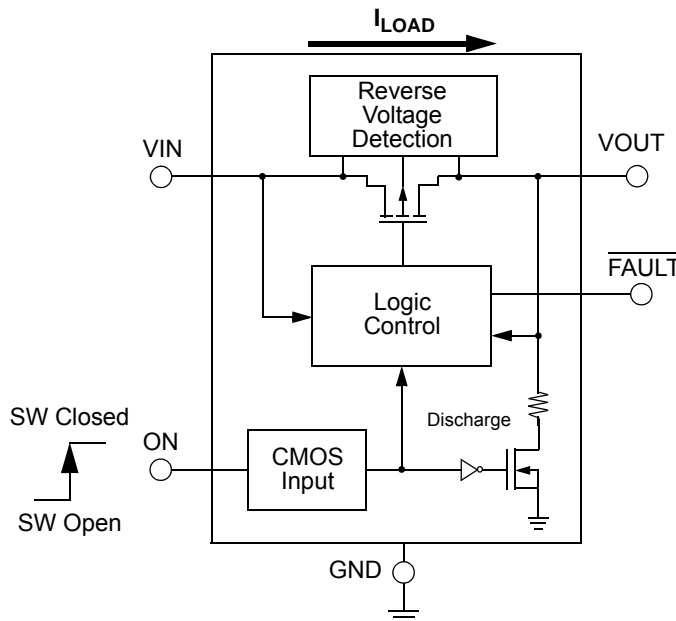 ILOAD
Reverse
Voltage
Detection
VIN
VOUT
FAULT
Logic
Control
SW Closed
ON
Discharge
CMOS
Input
SW Open
GND